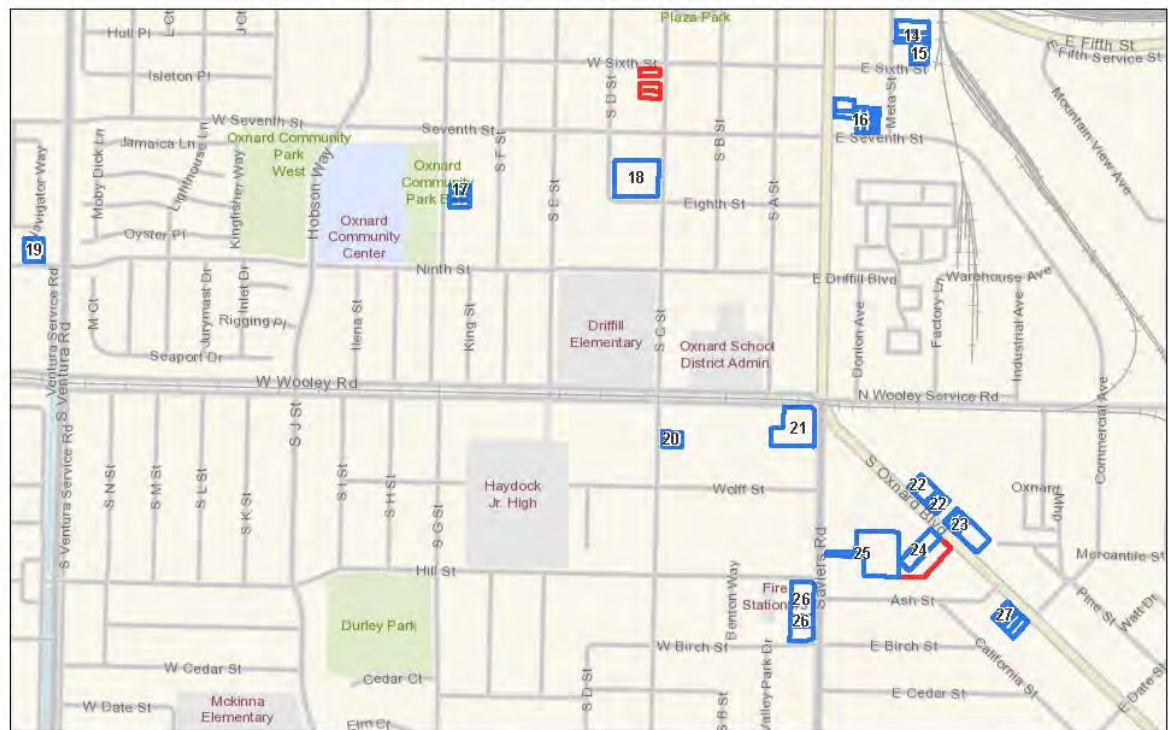 Plaza Park
Hull Pl
Isleton Pl
W Sixth St
E Sixth St
E Fifth St
E Fifth Service St
14
15
Meta St
Mountain View Ave
S D St
W Seventh St
Seventh St
16
E Seventh St
Jamaica Ln
Oxnard Community
Park
West
S F St
S B St
Moby Dick Ln
Lighthouse Ln
Kingfisher Way
Hobson Way
Oxnard
Community
17
18
S E St
S A St
Eighth St
Navigator Way
Oyster Pl
19
Oxnard
Community
Center
Ninth St
E Driffill Blvd
Warehouse Ave
Ventura Service Rd
S Ventura Rd
M Ct
Jurymast Dr
Inlet Dr
Rigging Pl
Seaport Dr
Ilena St
King St
Driffill
Elementary
S C St
Oxnard School
District Admin
Donlon Ave
Factory Ln
Industrial Ave
Commercial Ave
W Wooley Rd
N Wooley Service Rd
S J St
20
21
S Ventura Service Rd
S N St
S M St
S L St
S K St
S I St
S H St
S G St
Haydock
Jr. High
Wolff St
S Oxnard Blvd
22
22
23
Oxnard
Mhp
Saviers Rd
25
24
Mercantile St
Hill St
Benton Way
Fire
26
26
Ash St
27
Pine St
Watt Dr
Durley Park
W Birch St
E Birch St
California St
W Cedar St
Cedar Ct
S D St
S B St
Valley Park Dr
E Cedar St
E Date St
W Date St
Mckinna
Elementary
Elm Ct